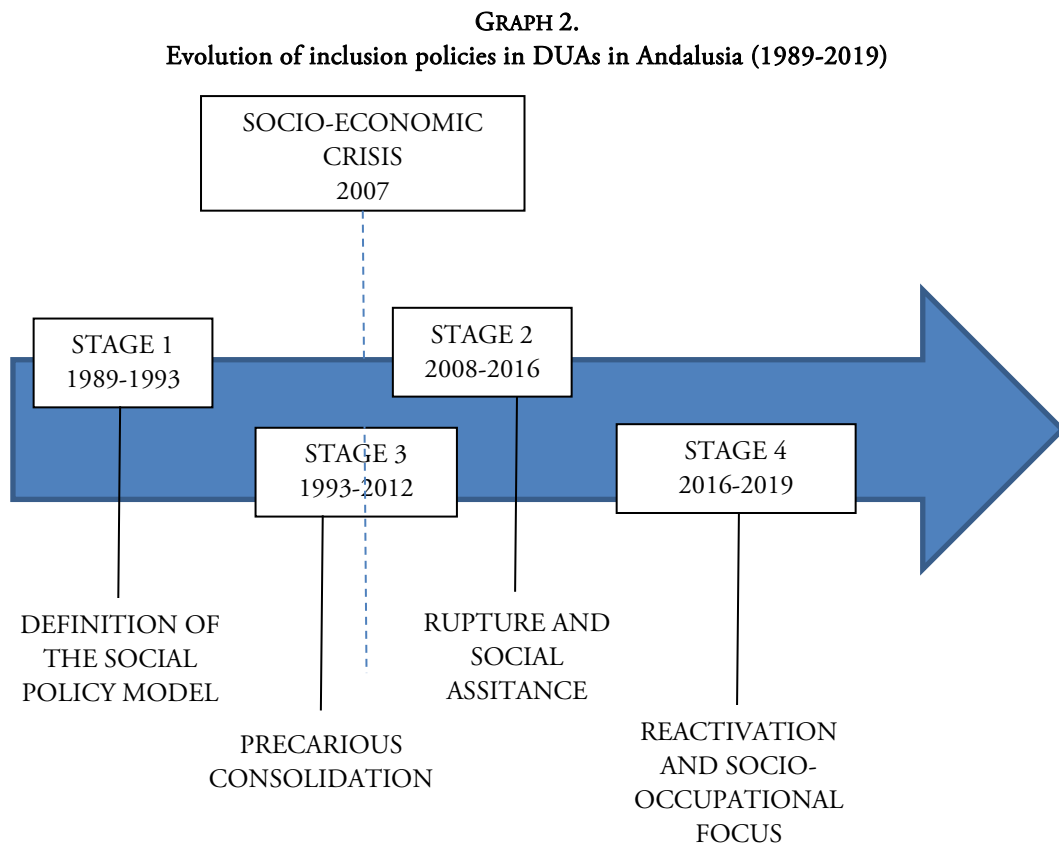 GRAPH 2.
Evolution of inclusion policies in DUAs in Andalusia (1989-2019)
SOCIO-ECONOMIC
CRISIS
2007
STAGE 1
1989-1993
STAGE 2
2008-2016
STAGE 3
1993-2012
STAGE 4
2016-2019
DEFINITION OF
THE SOCIAL
POLICY MODEL
RUPTURE AND
SOCIAL
ASSITANCE
PRECARIOUS
CONSOLIDATION
REACTIVATION
AND SOCIO-
OCCUPATIONAL
FOCUS